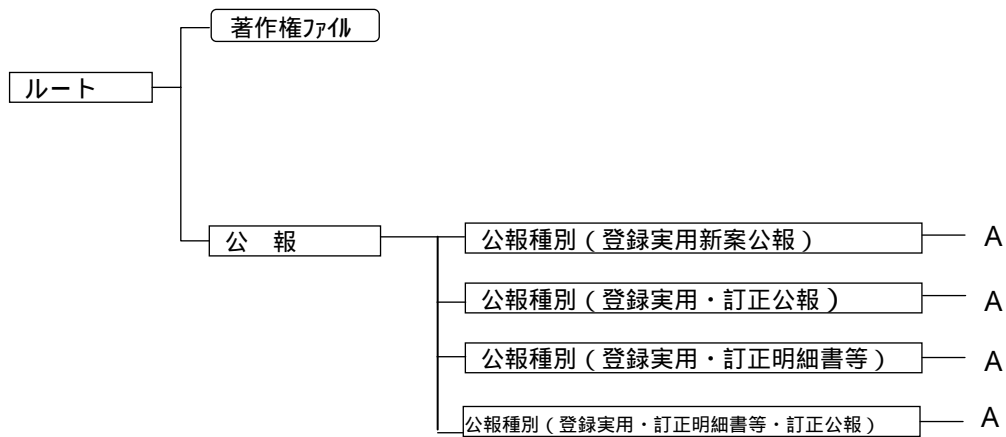 著作権ファイル
ルート
公　報
公報種別（登録実用新案公報）
A
公報種別（登録実用・訂正公報）
A
公報種別（登録実用・訂正明細書等）
A
公報種別（登録実用・訂正明細書等・訂正公報）
A